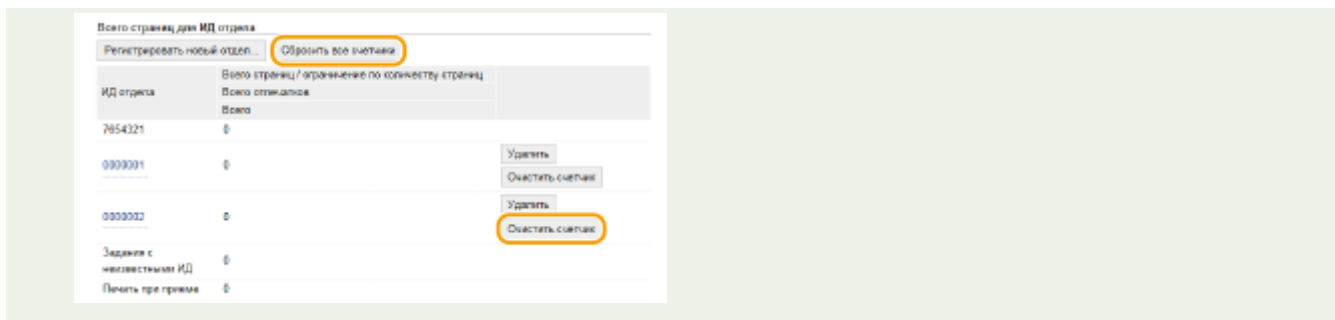 Всего страниц для ИД отдела
Регистрировать новый отдел... Сбросить все счетчики
ИД отдела
Всего страниц / ограничение по количеству страниц
Всего отпечатков
Всего
7654321 0
0000001 0 Удалить
Очистить счетчик
0000002 0 Удалить
Очистить счетчик
Задания с
неизвестными ИД 0
Печать при приеме 0